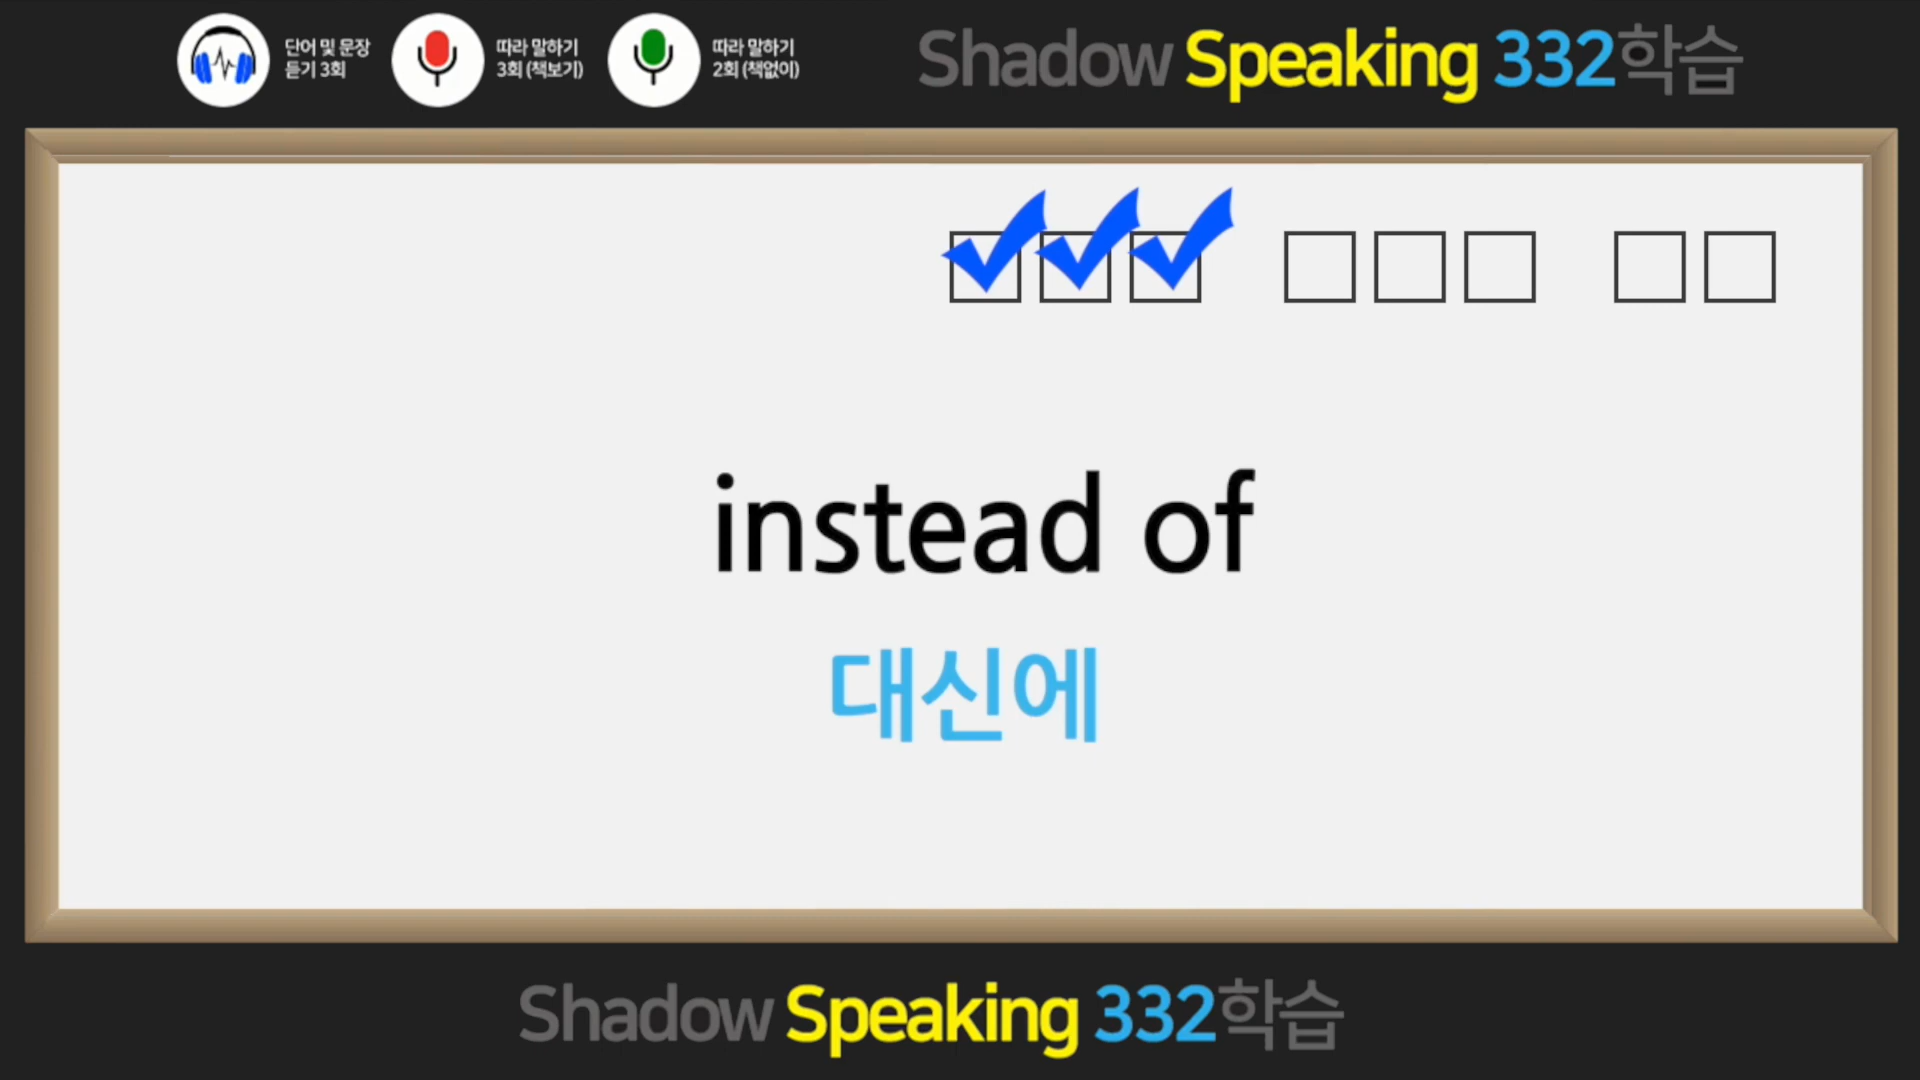 단어 및 문장
듣기 3회
따라 말하기
3회 (책보기)
따라 말하기
2회 (책없이)
Shadow Speaking 332학습
instead of
대신에
Shadow Speaking 332학습